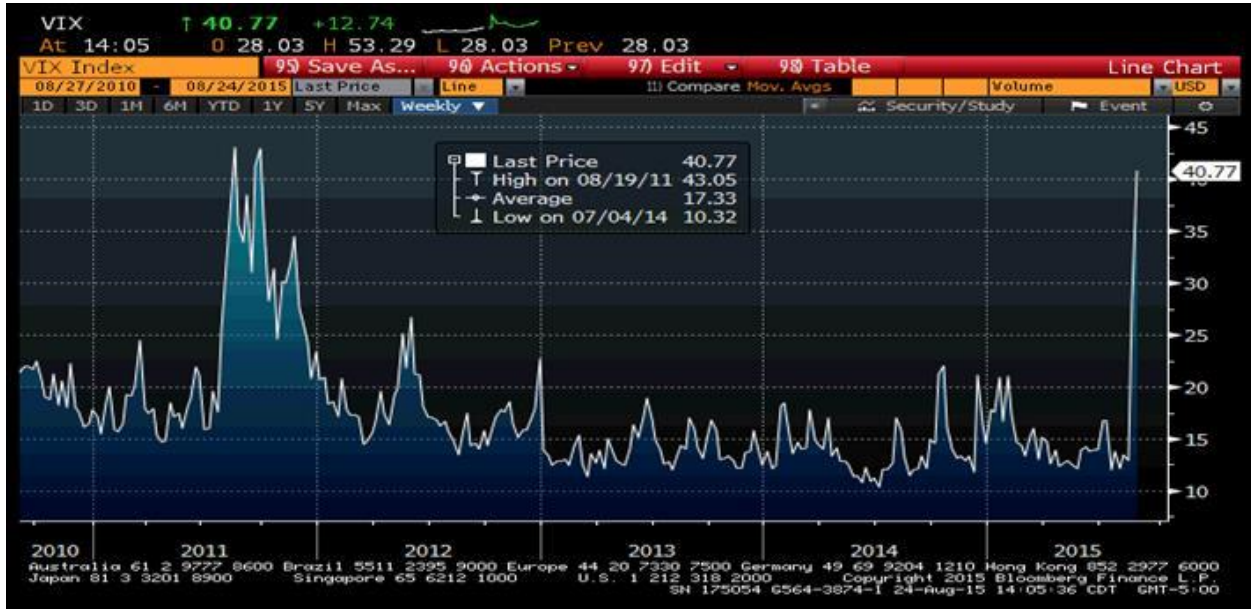 VIX ↑ 40.77 +12.74
At 14:05 O 28.03 H 53.29 L 28.03 Prev 28.03
VIX Index 95) Save As... 96) Actions 97) Edit 98) Table Line Chart
08/27/2010 - 08/24/2015 Last Price Line 11) Compare Mov. Avgs Volume USD
1D 3D 1M 6M YTD 1Y 5Y Max Weekly ▼ Security/Study Event
Last Price 40.77
High on 08/19/11 43.05
Average 17.33
Low on 07/04/14 10.32
45
40.77
35
30
25
20
15
10
2010 2011 2012 2013 2014 2015
Australia 61 2 9777 8600 Brazil 5511 2395 9000 Europe 44 20 7330 7500 Germany 49 69 9204 1210 Hong Kong 852 2977 6000
Japan 81 3 3201 8900 Singapore 65 6212 1000 U.S. 1 212 318 2000 Copyright 2015 Bloomberg Finance L.P.
SN 175054 G564-3874-1 24-Aug-15 14:05:36 CDT GMT-5:00